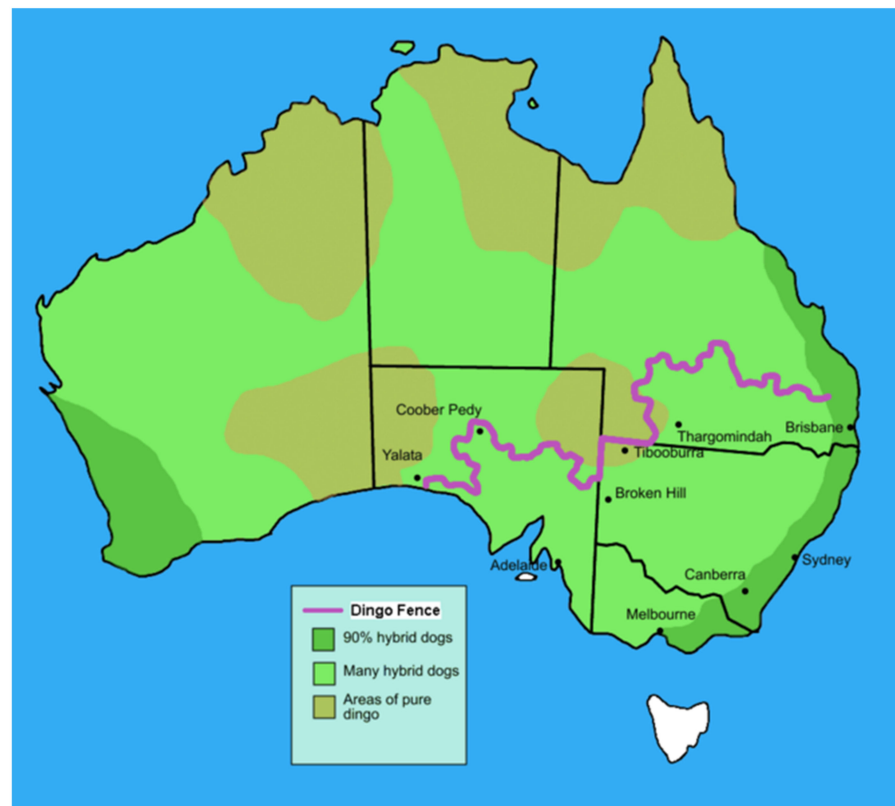 Coober Pedy
Yalata
Thargomindah
Brisbane
Tibooburra
Broken Hill
Adelaide
Sydney
Canberra
Melbourne
Dingo Fence
90% hybrid dogs
Many hybrid dogs
Areas of pure
dingo